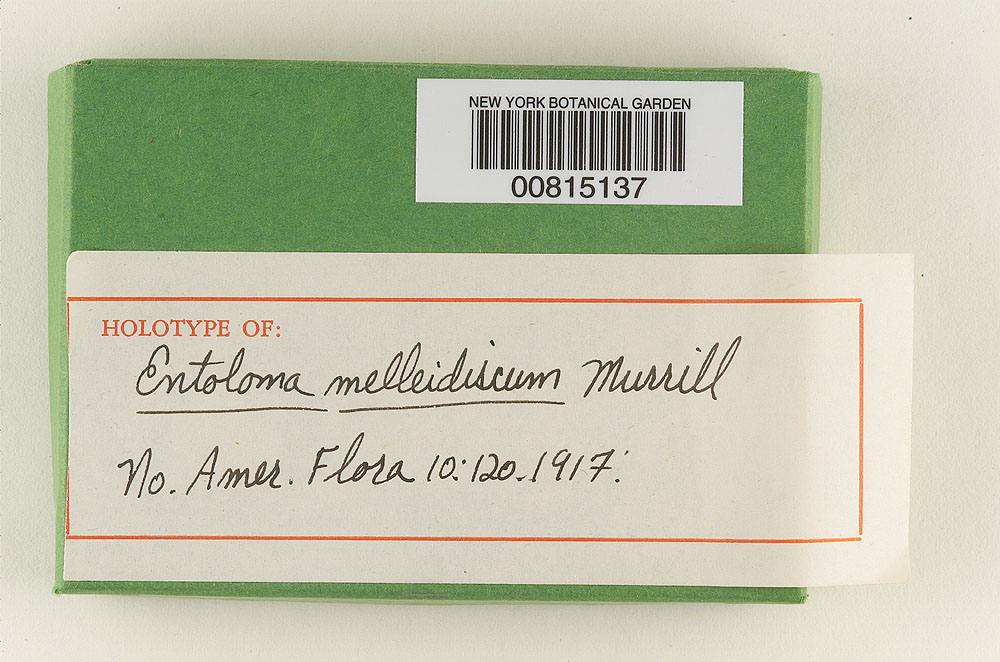 NEW YORK BOTANICAL GARDEN
00815137
HOLOTYPE OF:
Entoloma melleidiscum Murrill
No. Amer. Flora 10:120.1917.